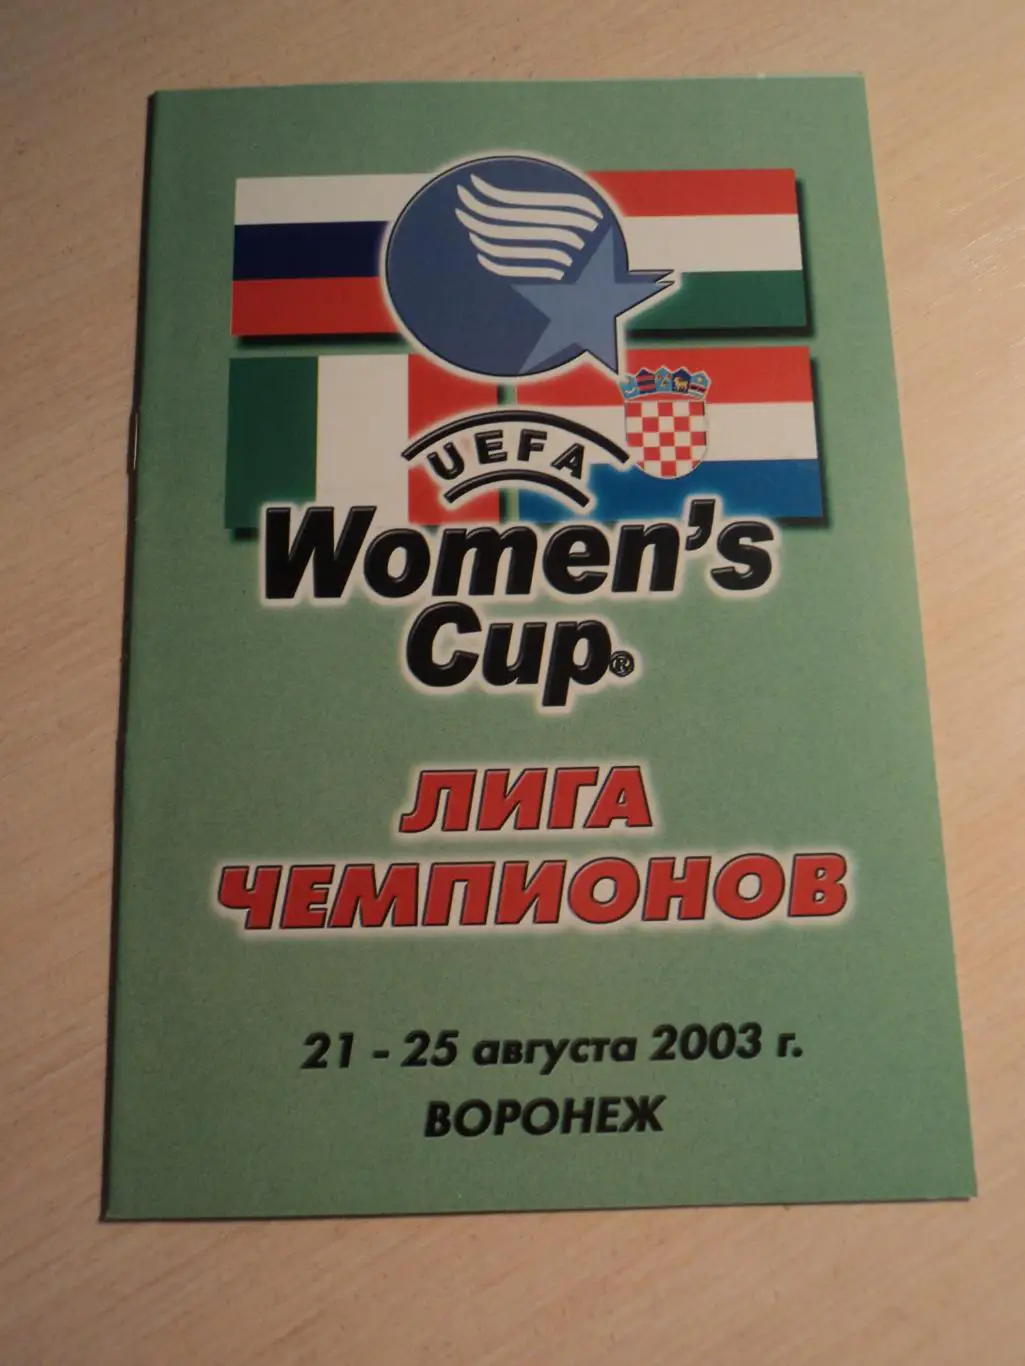 UEFA
Women's
Cup®
ЛИГА
ЧЕМПИОНОВ
21 - 25 августа 2003 г.
ВОРОНЕЖ